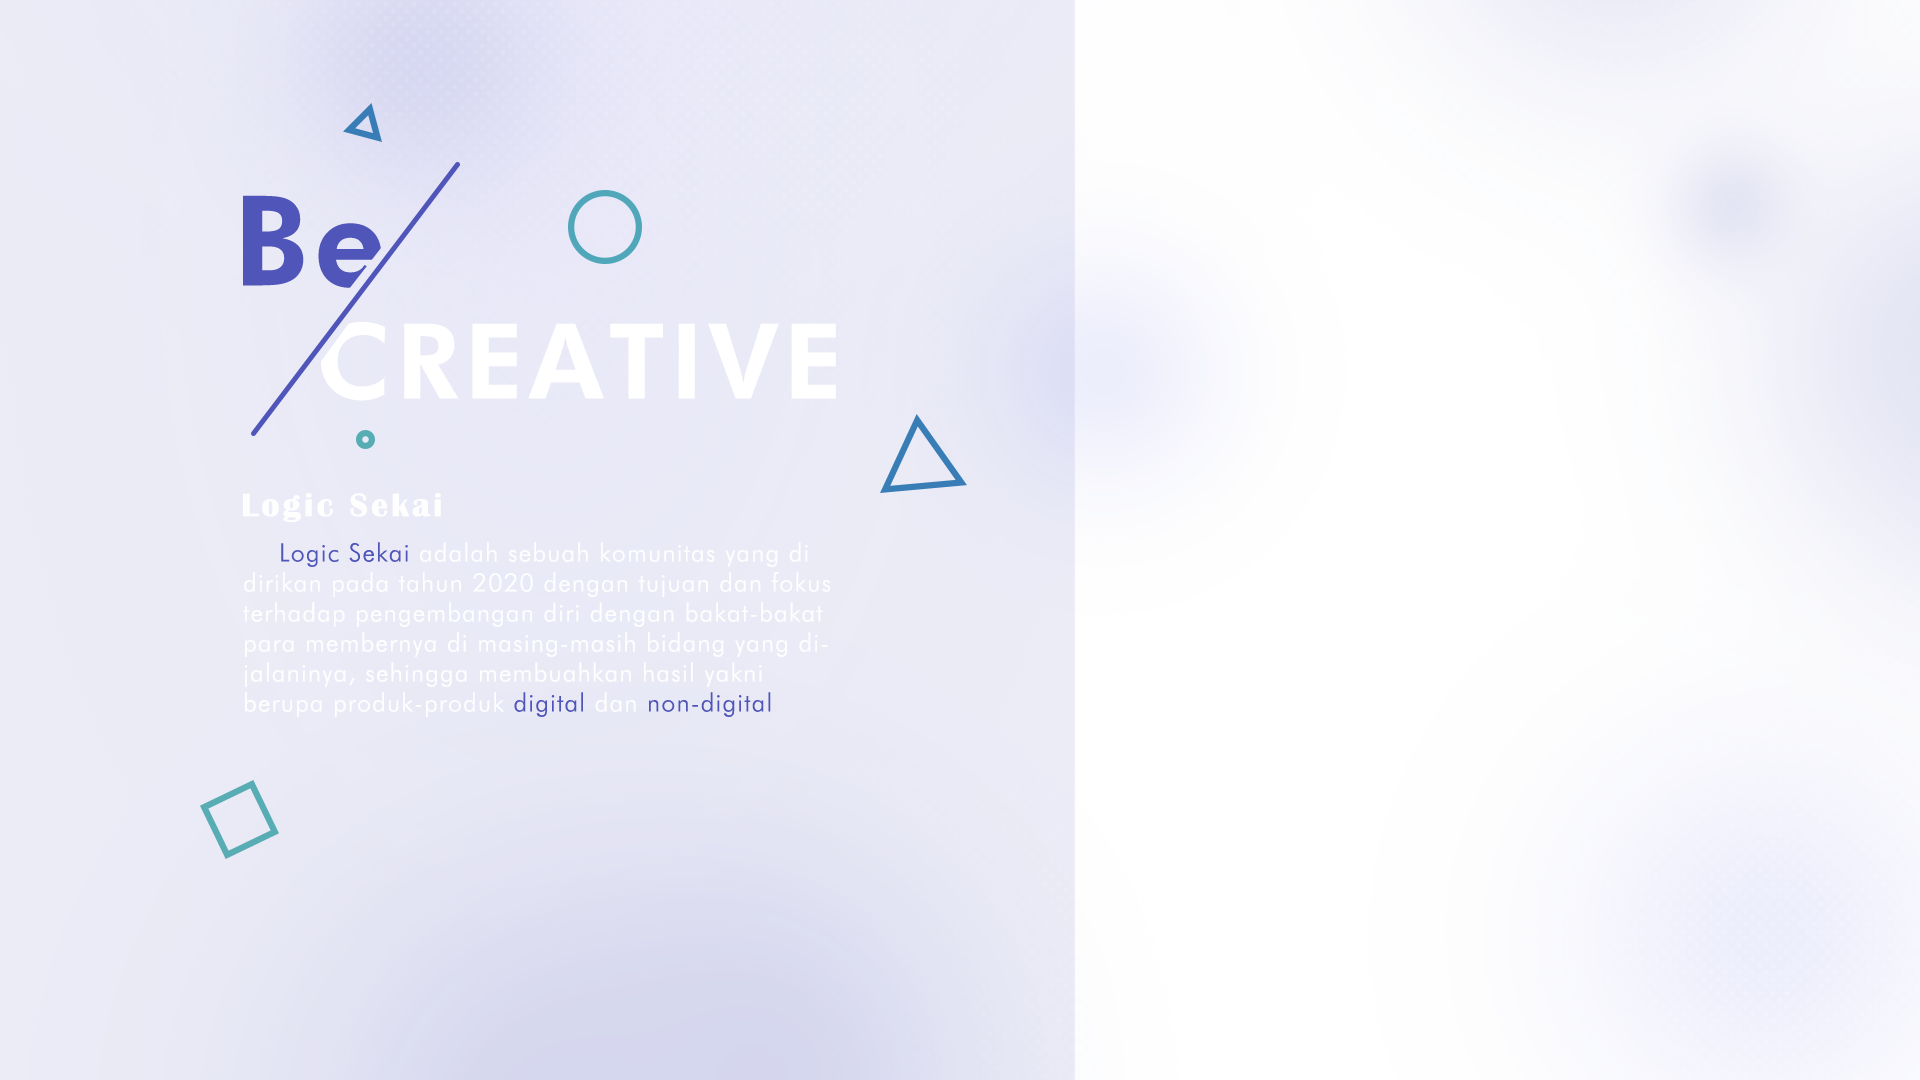 Be
CREATIVE
Logic Sekai
Logic Sekai adalah sebuah komunitas yang di
dirikan pada tahun 2020 dengan tujuan dan fokus
terhadap pengembangan diri dengan bakat-bakat
para membernya di masing-masih bidang yang di-
jalaninya, sehingga membuahkan hasil yakni
berupa produk-produk digital dan non-digital